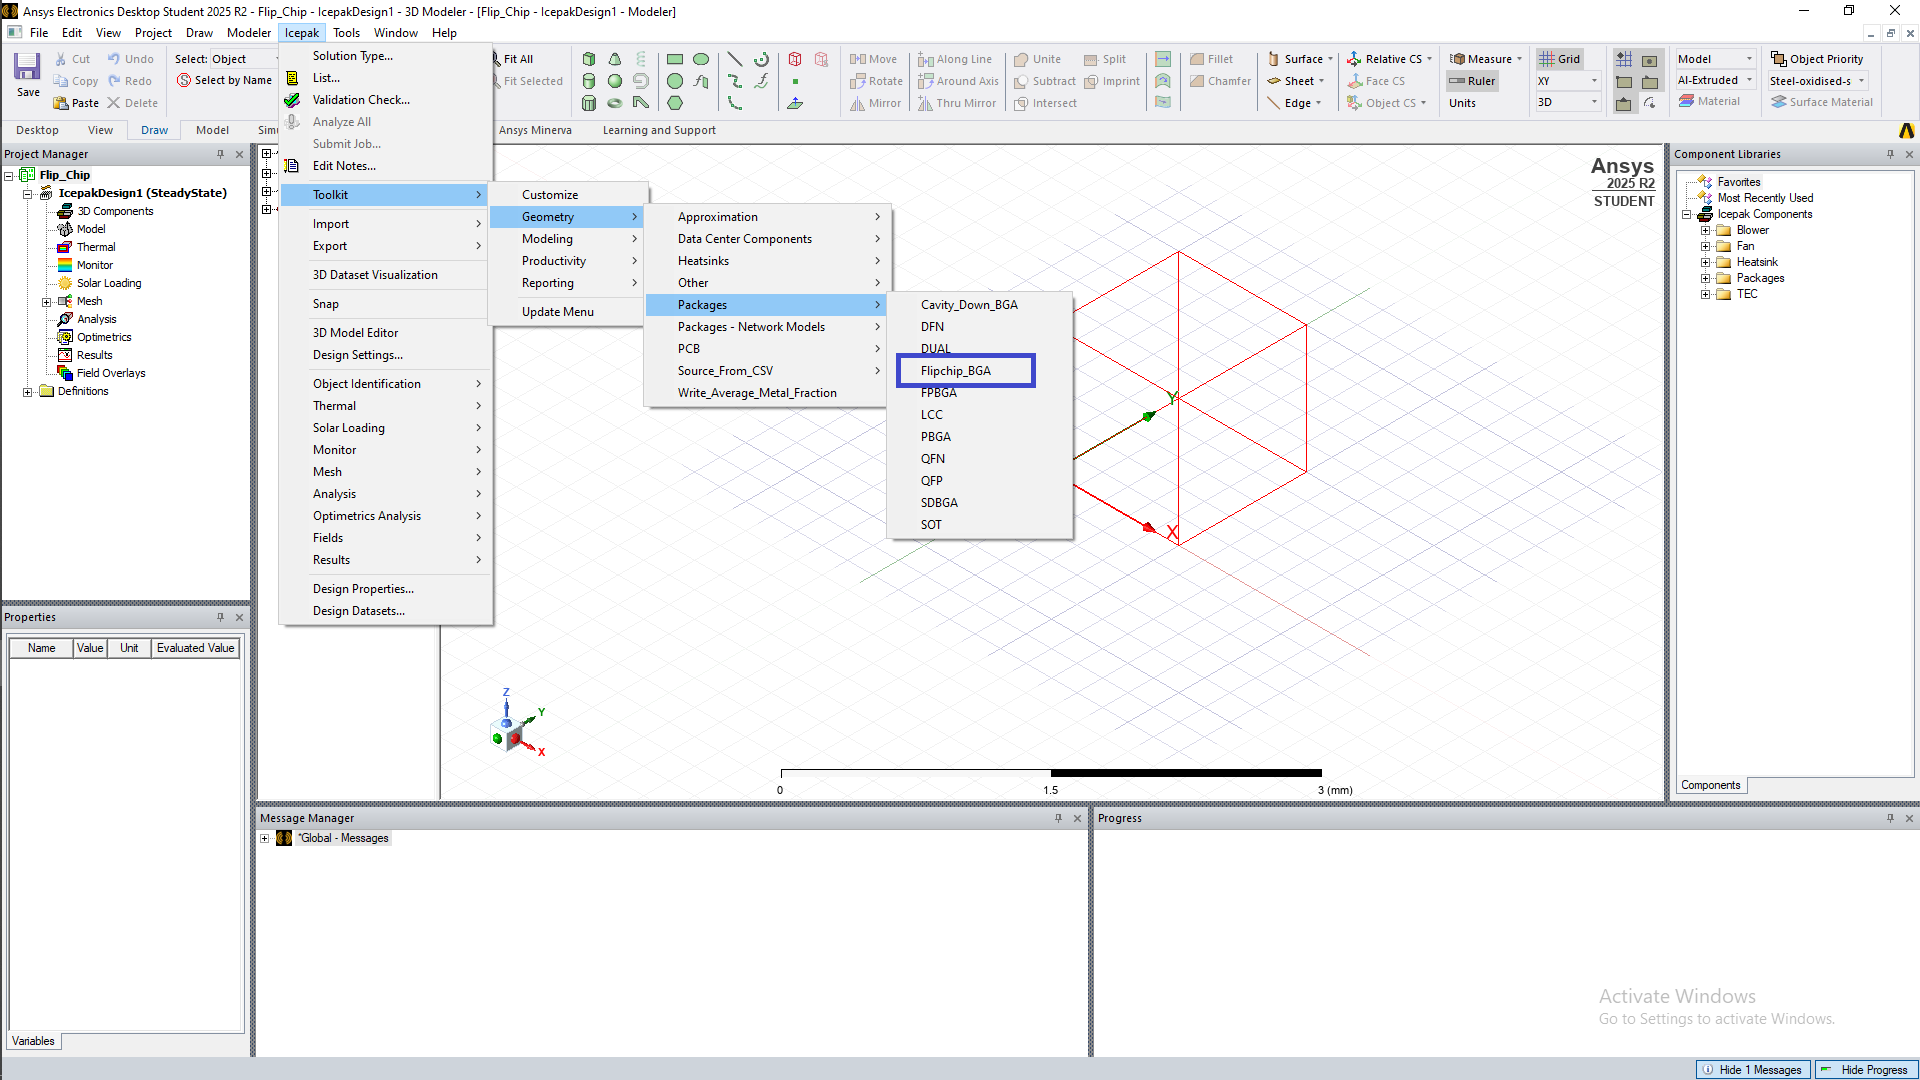 Ansys Electronics Desktop Student 2025 R2 - Flip_Chip - IcepakDesign1 - 3D Modeler - [Flip_Chip - IcepakDesign1 - Modeler]
File Edit View Project Draw Modeler Icepak Tools Window Help
Save
Cut
Copy
Paste
Undo
Redo
Delete
Select: Object
Select by Name
Fit All
Fit Selected
Move
Rotate
Mirror
Along Line
Around Axis
Thru Mirror
Unite
Subtract
Intersect
Split
Imprint
Fillet
Chamfer
Surface
Sheet
Edge
Relative CS
Face CS
Object CS
Measure
Ruler
Units
Grid
XY
3D
Model
Al-Extruded
Material
Object Priority
Steel-oxidised-s
Surface Material
Desktop View Draw Model Ansys Minerva Learning and Support
Project Manager
Flip_Chip
IcepakDesign1 (SteadyState)
3D Components
Model
Thermal
Monitor
Solar Loading
Mesh
Analysis
Optimetrics
Results
Field Overlays
Definitions
Solution Type...
List...
Validation Check...
Analyze All
Submit Job...
Edit Notes...
Toolkit
Import
Export
3D Dataset Visualization
Snap
3D Model Editor
Design Settings...
Object Identification
Thermal
Solar Loading
Monitor
Mesh
Analysis
Optimetrics Analysis
Fields
Results
Design Properties...
Design Datasets...
Customize
Geometry
Modeling
Productivity
Reporting
Update Menu
Approximation
Data Center Components
Heatsinks
Other
Packages
Packages - Network Models
PCB
Source_From_CSV
Write_Average_Metal_Fraction
Cavity_Down_BGA
DFN
DUAL
Flipchip_BGA
FPBGA
LCC
PBGA
QFN
QFP
SDBGA
SOT
Ansys
2025 R2
STUDENT
Y
X
Z
Y
X
0 1.5 3 (mm)
Component Libraries
Favorites
Most Recently Used
Icepak Components
Blower
Fan
Heatsink
Packages
TEC
Components
Properties
Name Value Unit Evaluated Value
Variables
Message Manager
*Global - Messages
Progress
Activate Windows
Go to Settings to activate Windows.
Hide 1 Messages
Hide Progress